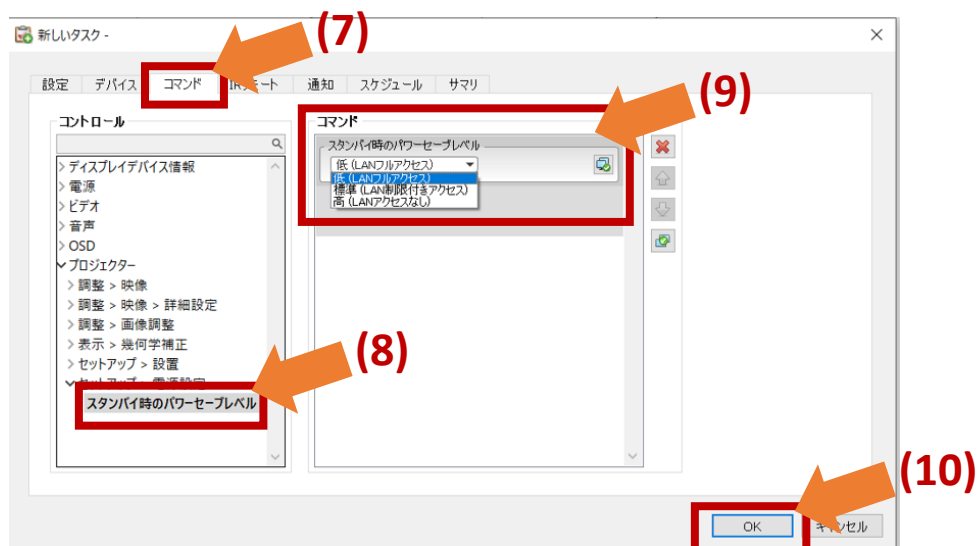 (7)
新しいタスク -
設定 デバイス コマンド 通知 スケジュール サマリ
(9)
コントロール
コマンド
スタンバイ時のパワーセーブレベル
低 (LANフルアクセス)
低 (LANフルアクセス)
標準 (LAN制限付きアクセス)
高 (LANアクセスなし)
> ディスプレイデバイス情報
> 電源
> ビデオ
> 音声
> OSD
プロジェクター
> 調整 > 映像
> 調整 > 映像 > 詳細設定
> 調整 > 画像調整
> 表示 > 幾何学補正
> セットアップ > 設置
(8)
スタンバイ時のパワーセーブレベル
(10)
OK キャンセル